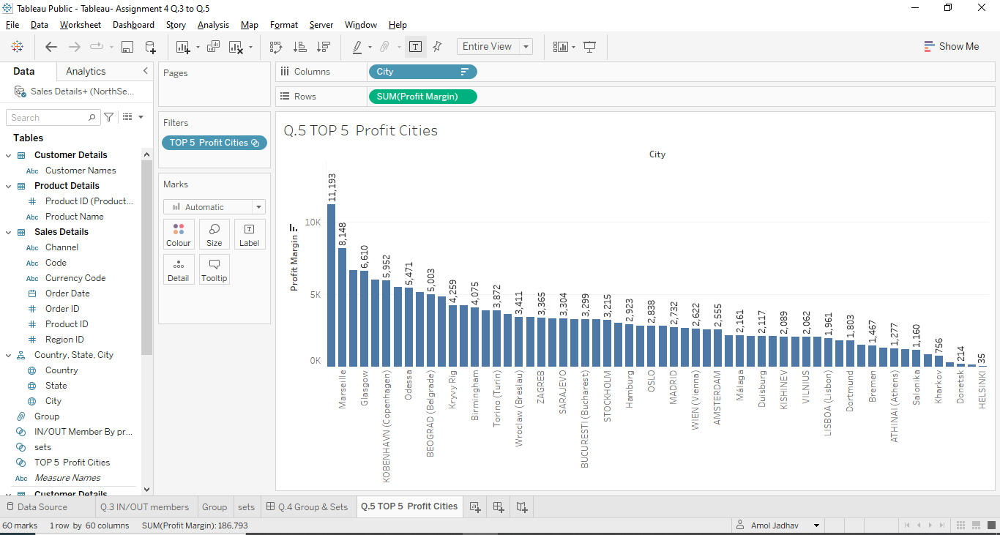 Tableau Public - Tableau- Assignment 4 Q.3 to Q.5
File Data Worksheet Dashboard Story Analysis Map Format Server Window Help
Entire View
Show Me
Data Analytics
Sales Details+ (NorthSe...
Search
Tables
Customer Details
Abc Customer Names
Product Details
Product ID (Product...
Abc Product Name
Sales Details
Abc Channel
Abc Code
Abc Currency Code
Order Date
Order ID
Product ID
Region ID
Country, State, City
Country
State
City
Group
IN/OUT Member By pr...
sets
TOP 5 Profit Cities
Abc Measure Names
Customer Details
Pages
Filters
TOP 5 Profit Cities
Marks
Automatic
Colour Size Label
Detail Tooltip
Columns City
Rows SUM(Profit Margin)
Q.5 TOP 5 Profit Cities
City
Profit Margin
10K
5K
0K
11,193
8,148
6,610
5,952
5,471
5,003
4,259
4,075
3,872
3,411
3,365
3,304
3,299
3,215
2,923
2,838
2,732
2,622
2,555
2,161
2,117
2,089
2,062
1,961
1,803
1,467
1,277
1,160
756
214
35
Marseille
Glasgow
KOBENHAVN (Copenhagen)
Odessa
BEOGRAD (Belgrade)
Kryvy Rig
Birmingham
Torino (Turin)
Wroclaw (Breslau)
ZAGREB
SARAJEVO
BUCURESTI (Bucharest)
STOCKHOLM
Hamburg
OSLO
MADRID
WIEN (Vienna)
AMSTERDAM
Málaga
Duisburg
KISHINEV
VILNIUS
LISBOA (Lisbon)
Dortmund
Bremen
ATHINAI (Athens)
Salonika
Kharkov
Donetsk
HELSINKI
Data Source Q.3 IN/OUT members Group sets Q.4 Group & Sets Q.5 TOP 5 Profit Cities
60 marks 1 row by 60 columns SUM(Profit Margin): 186,793 Amol Jadhav